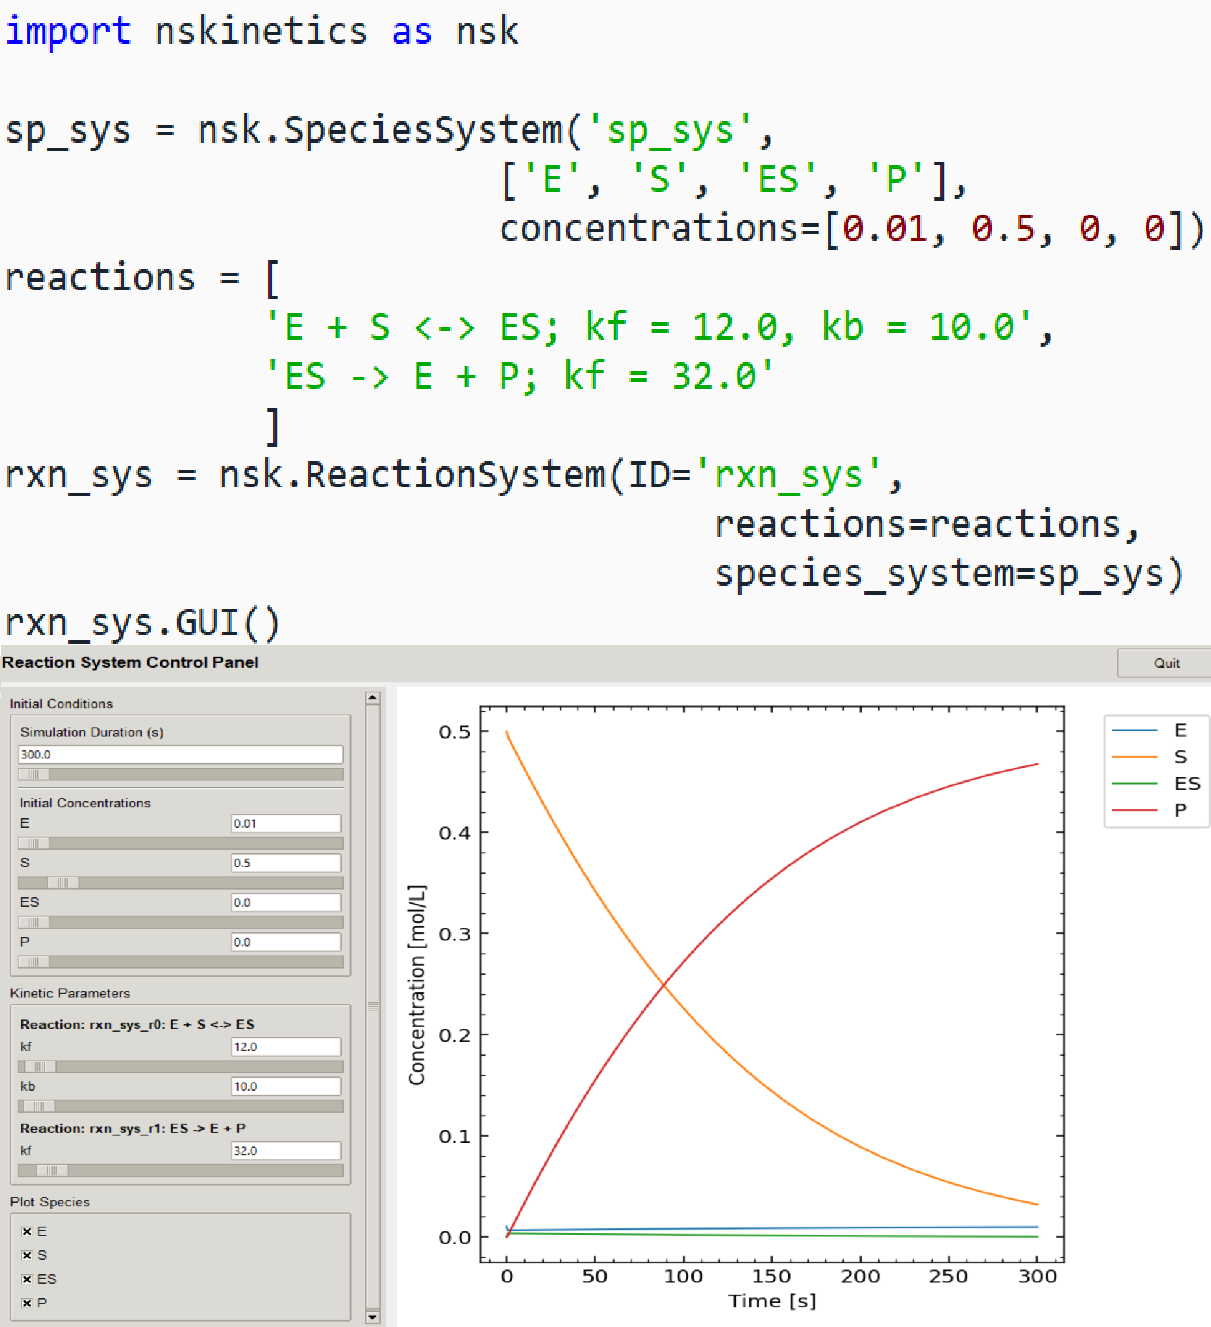 import nskinetics as nsk
sp_sys = nsk.SpeciesSystem('sp_sys',
['E', 'S', 'ES', 'P'],
concentrations=[0.01, 0.5, 0, 0])
reactions = [
'E + S <-> ES; kf = 12.0, kb = 10.0',
'ES -> E + P; kf = 32.0'
]
rxn_sys = nsk.ReactionSystem(ID='rxn_sys',
reactions=reactions,
species_system=sp_sys)
rxn_sys.GUI()
Reaction System Control Panel
Quit
Initial Conditions
Simulation Duration (s)
300.0
Initial Concentrations
E
0.01
S
0.5
ES
0.0
P
0.0
Kinetic Parameters
Reaction: rxn_sys_r0: E + S <-> ES
kf
12.0
kb
10.0
Reaction: rxn_sys_r1: ES -> E + P
kf
32.0
Plot Species
E
S
ES
P
Concentration [mol/L]
0.5
0.4
0.3
0.2
0.1
0.0
0
50
100
150
200
250
300
Time [s]
E
S
ES
P